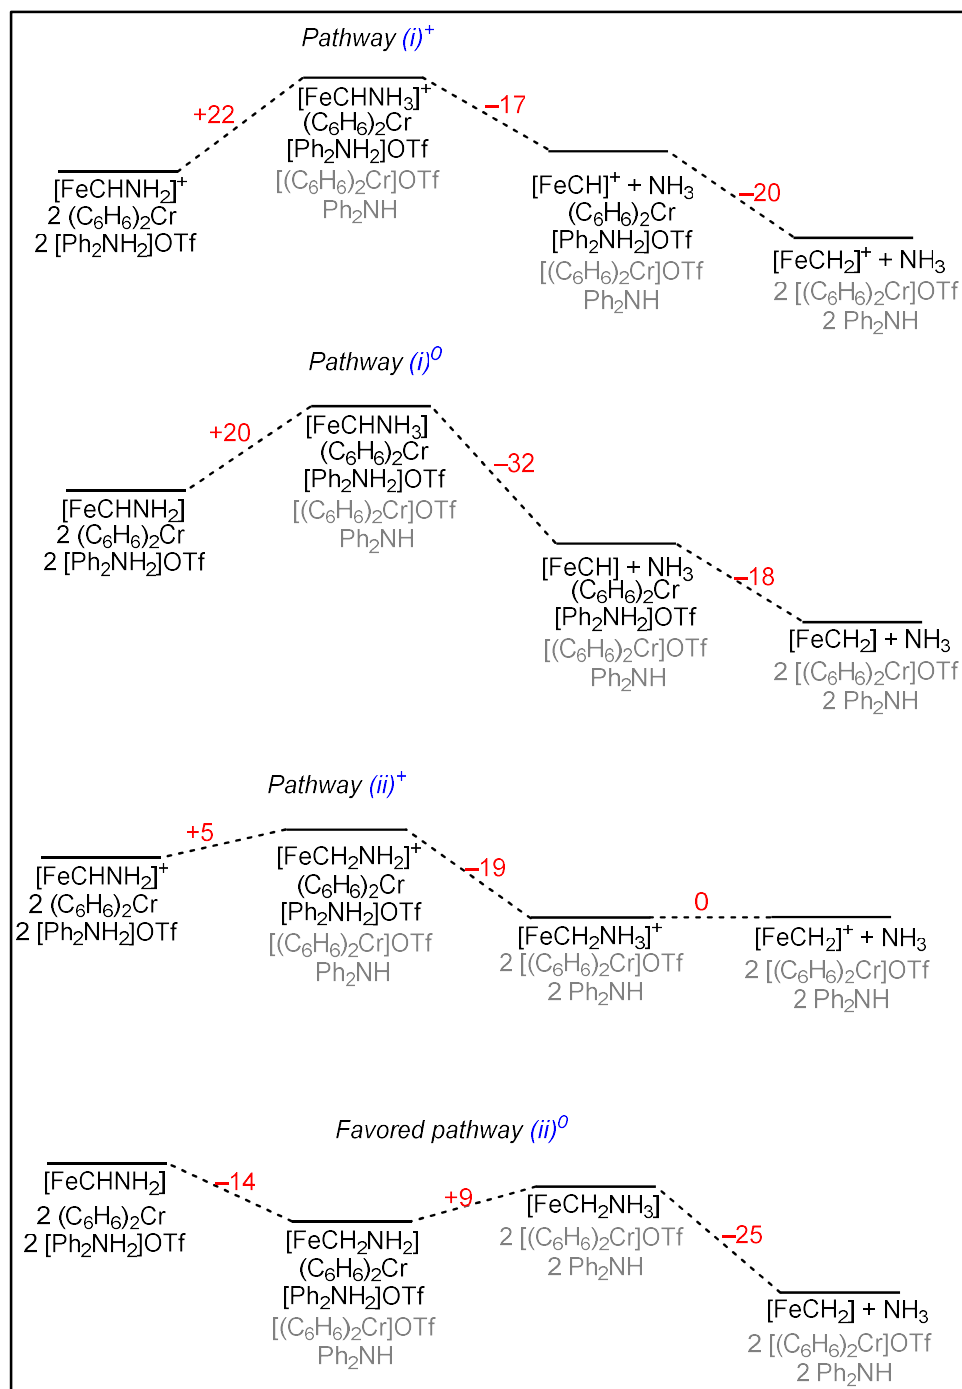 Pathway (i)⁺
+22
[FeCHNH₃]⁺
(C₆H₆)₂Cr
[Ph₂NH₂]OTf
[(C₆H₆)₂Cr]OTf
Ph₂NH
–17
[FeCHNH₂]⁺
2 (C₆H₆)₂Cr
2 [Ph₂NH₂]OTf
[FeCH]⁺ + NH₃
(C₆H₆)₂Cr
[Ph₂NH₂]OTf
[(C₆H₆)₂Cr]OTf
Ph₂NH
–20
[FeCH₂]⁺ + NH₃
2 [(C₆H₆)₂Cr]OTf
2 Ph₂NH
Pathway (i)⁰
+20
[FeCHNH₃]
(C₆H₆)₂Cr
[Ph₂NH₂]OTf
[(C₆H₆)₂Cr]OTf
Ph₂NH
–32
[FeCHNH₂]
2 (C₆H₆)₂Cr
2 [Ph₂NH₂]OTf
[FeCH] + NH₃
(C₆H₆)₂Cr
[Ph₂NH₂]OTf
[(C₆H₆)₂Cr]OTf
Ph₂NH
–18
[FeCH₂] + NH₃
2 [(C₆H₆)₂Cr]OTf
2 Ph₂NH
Pathway (ii)⁺
+5
[FeCHNH₂]⁺
2 (C₆H₆)₂Cr
2 [Ph₂NH₂]OTf
[FeCH₂NH₂]⁺
(C₆H₆)₂Cr
[Ph₂NH₂]OTf
[(C₆H₆)₂Cr]OTf
Ph₂NH
–19
[FeCH₂NH₃]⁺
2 [(C₆H₆)₂Cr]OTf
2 Ph₂NH
0
[FeCH₂]⁺ + NH₃
2 [(C₆H₆)₂Cr]OTf
2 Ph₂NH
Favored pathway (ii)⁰
[FeCHNH₂]
2 (C₆H₆)₂Cr
2 [Ph₂NH₂]OTf
–14
[FeCH₂NH₂]
(C₆H₆)₂Cr
[Ph₂NH₂]OTf
[(C₆H₆)₂Cr]OTf
Ph₂NH
+9
[FeCH₂NH₃]
2 [(C₆H₆)₂Cr]OTf
2 Ph₂NH
–25
[FeCH₂] + NH₃
2 [(C₆H₆)₂Cr]OTf
2 Ph₂NH